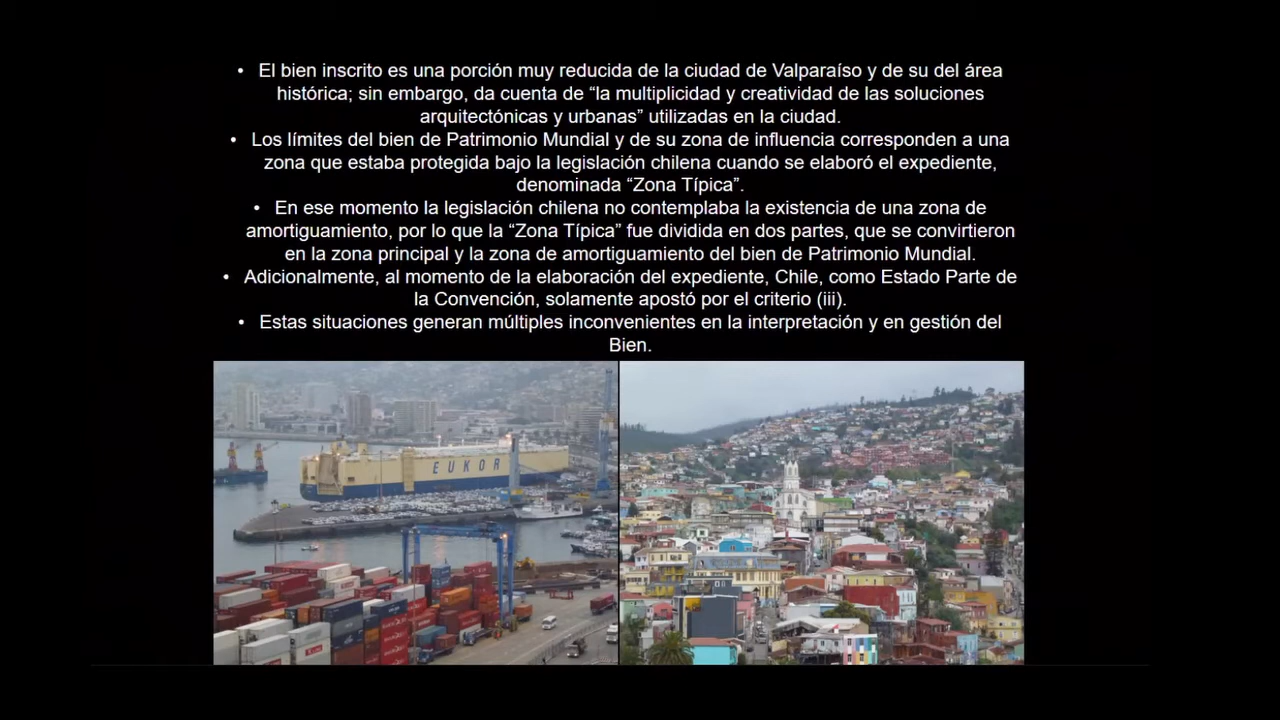 • El bien inscrito es una porción muy reducida de la ciudad de Valparaíso y de su del área
histórica; sin embargo, da cuenta de “la multiplicidad y creatividad de las soluciones
arquitectónicas y urbanas” utilizadas en la ciudad.
• Los límites del bien de Patrimonio Mundial y de su zona de influencia corresponden a una
zona que estaba protegida bajo la legislación chilena cuando se elaboró el expediente,
denominada “Zona Típica”.
• En ese momento la legislación chilena no contemplaba la existencia de una zona de
amortiguamiento, por lo que la “Zona Típica” fue dividida en dos partes, que se convirtieron
en la zona principal y la zona de amortiguamiento del bien de Patrimonio Mundial.
• Adicionalmente, al momento de la elaboración del expediente, Chile, como Estado Parte de
la Convención, solamente apostó por el criterio (iii).
• Estas situaciones generan múltiples inconvenientes en la interpretación y en gestión del
Bien.
EUKOR